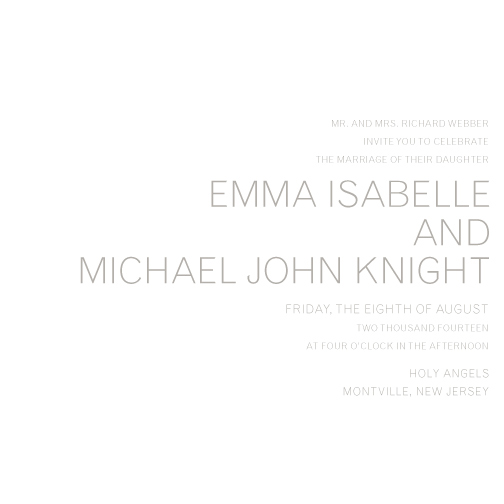 MR. AND MRS. RICHARD WEBBER
INVITE YOU TO CELEBRATE
THE MARRIAGE OF THEIR DAUGHTER
EMMA ISABELLE
AND
MICHAEL JOHN KNIGHT
FRIDAY, THE EIGHTH OF AUGUST
TWO THOUSAND FOURTEEN
AT FOUR O'CLOCK IN THE AFTERNOON
HOLY ANGELS
MONTVILLE, NEW JERSEY